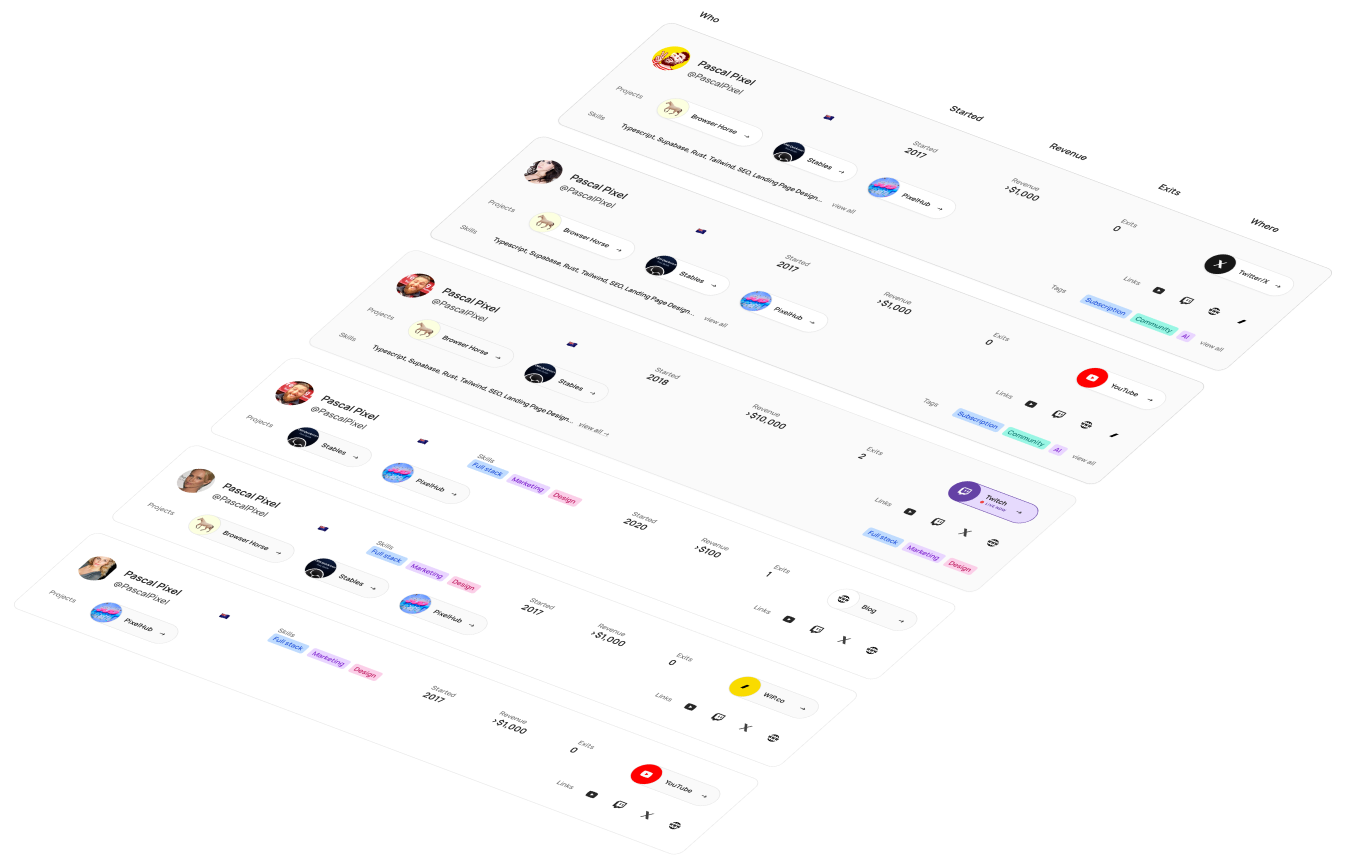 Who
Started
Revenue
Exits
Where
Pascal Pixel
@PascalPixel
Projects
Browser Horse →
Stables →
PixelHub →
Skills
Typescript, Supabase, Rust, Tailwind, SEO, Landing Page Design...
view all
Started
2017
Revenue
>$1,000
Exits
0
Twitter/X →
Links
Tags
Subscription
Community
AI
view all
Pascal Pixel
@PascalPixel
Projects
Browser Horse →
Stables →
PixelHub →
Skills
Typescript, Supabase, Rust, Tailwind, SEO, Landing Page Design...
view all
Started
2017
Revenue
>$1,000
Exits
0
YouTube →
Links
Tags
Subscription
Community
AI
view all
Pascal Pixel
@PascalPixel
Projects
Browser Horse →
Stables →
Skills
Typescript, Supabase, Rust, Tailwind, SEO, Landing Page Design...
view all →
Started
2018
Revenue
>$10,000
Exits
2
Twitch →
LIVE NOW
Links
Full stack
Marketing
Design
Pascal Pixel
@PascalPixel
Projects
Stables →
PixelHub →
Skills
Full stack
Marketing
Design
Started
2020
Revenue
>$100
Exits
1
Blog →
Links
Pascal Pixel
@PascalPixel
Projects
Browser Horse →
Stables →
PixelHub →
Skills
Full stack
Marketing
Design
Started
2017
Revenue
>$1,000
Exits
0
WIP.co →
Links
Pascal Pixel
@PascalPixel
Projects
PixelHub →
Skills
Full stack
Marketing
Design
Started
2017
Revenue
>$1,000
Exits
0
YouTube →
Links